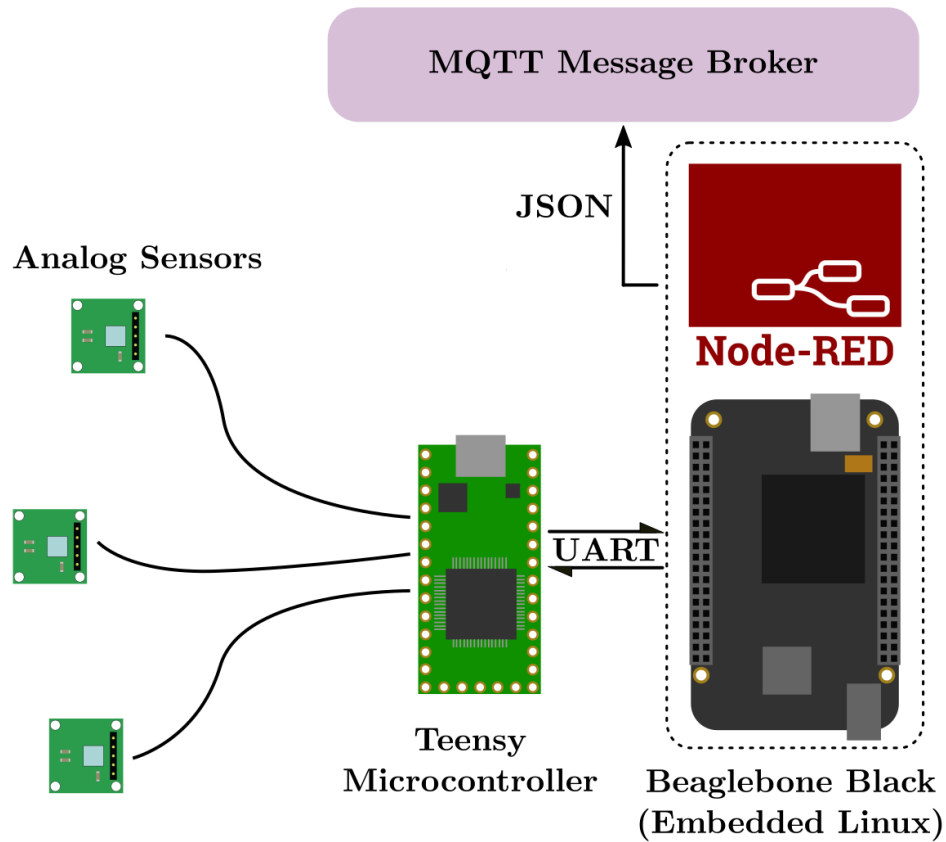 MQTT Message Broker
JSON
Analog Sensors
Node-RED
UART
Teensy
Microcontroller
Beaglebone Black
(Embedded Linux)